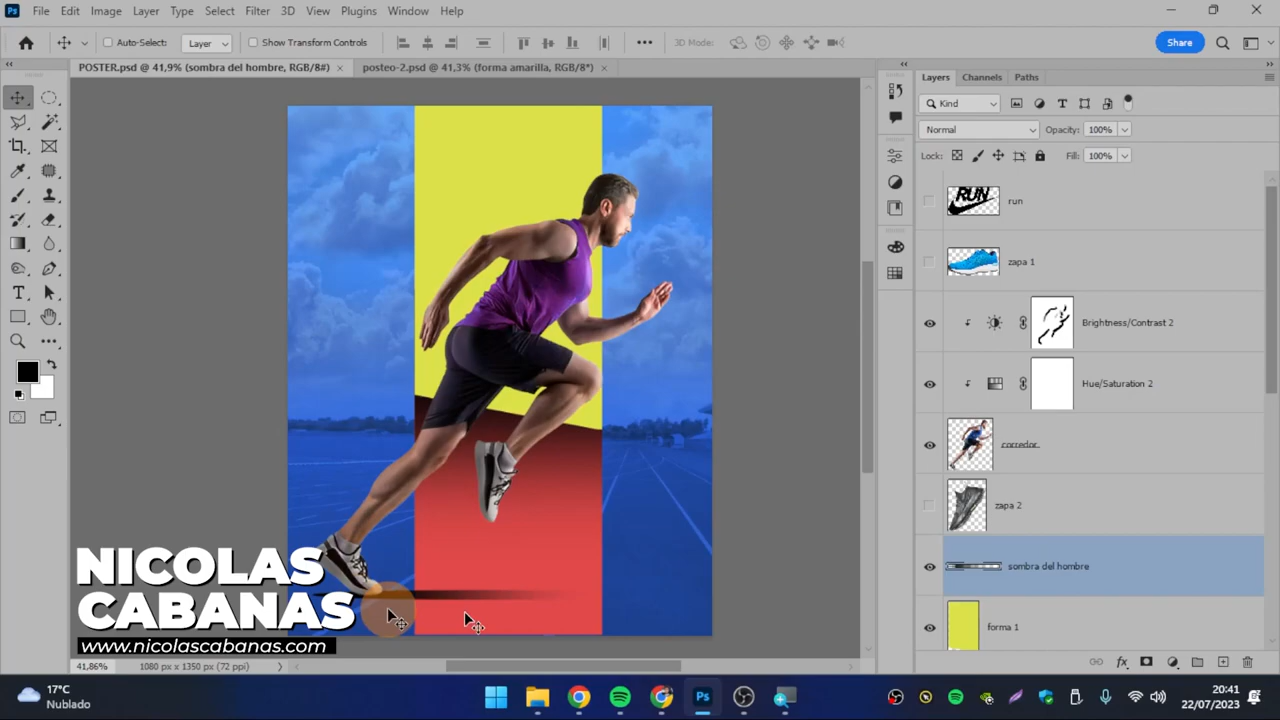 Ps File Edit Image Layer Type Select Filter 3D View Plugins Window Help
Auto-Select: Layer Show Transform Controls 3D Mode: Share
POSTER.psd @ 41,9% (sombra del hombre, RGB/8#) × posteo-2.psd @ 41,3% (forma amarilla, RGB/8*) ×
Layers Channels Paths
Kind
Normal Opacity: 100%
Lock: Fill: 100%
RUN run
zapa 1
Brightness/Contrast 2
Hue/Saturation 2
corredor
zapa 2
sombra del hombre
forma 1
NICOLAS
CABANAS
www.nicolascabanas.com
41,86% 1080 px x 1350 px (72 ppi)
17°C
Nublado
Ps
20:41
22/07/2023